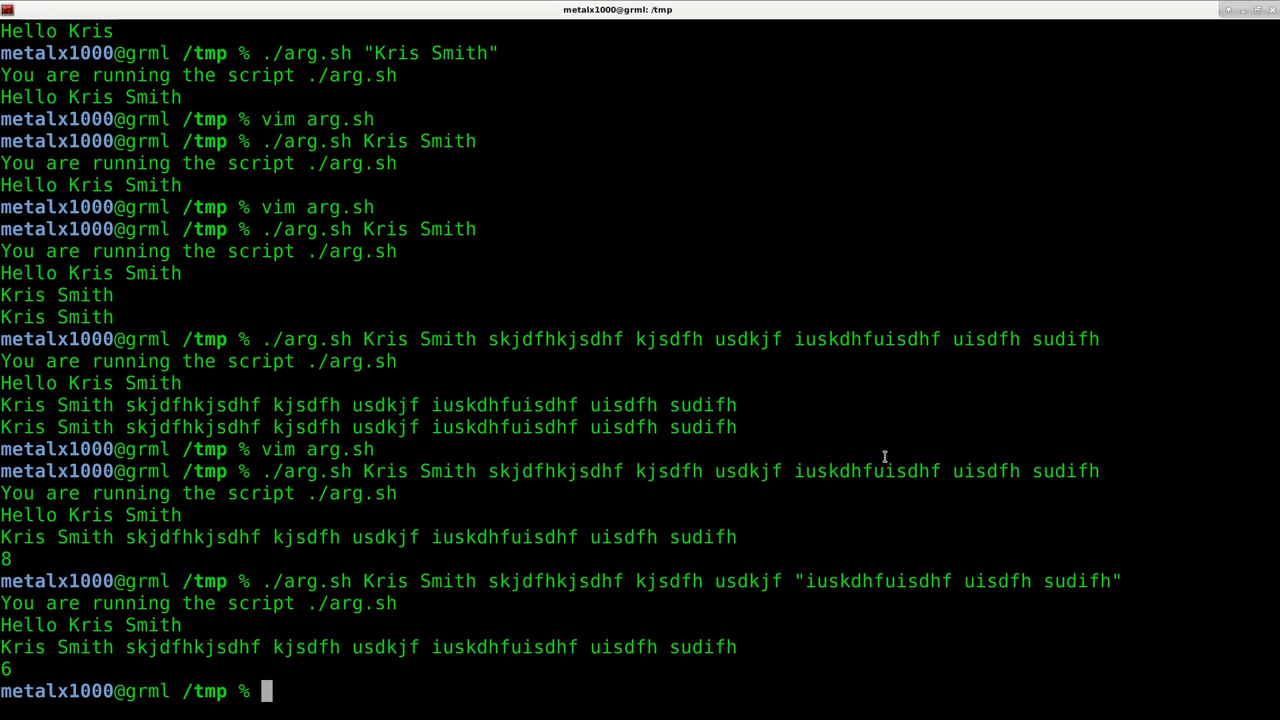 metalx1000@grml: /tmp
Hello Kris
metalx1000@grml /tmp % ./arg.sh "Kris Smith"
You are running the script ./arg.sh
Hello Kris Smith
metalx1000@grml /tmp % vim arg.sh
metalx1000@grml /tmp % ./arg.sh Kris Smith
You are running the script ./arg.sh
Hello Kris Smith
metalx1000@grml /tmp % vim arg.sh
metalx1000@grml /tmp % ./arg.sh Kris Smith
You are running the script ./arg.sh
Hello Kris Smith
Kris Smith
Kris Smith
metalx1000@grml /tmp % ./arg.sh Kris Smith skjdfhkjsdhf kjsdfh usdkjf iuskdhfuisdhf uisdfh sudifh
You are running the script ./arg.sh
Hello Kris Smith
Kris Smith skjdfhkjsdhf kjsdfh usdkjf iuskdhfuisdhf uisdfh sudifh
Kris Smith skjdfhkjsdhf kjsdfh usdkjf iuskdhfuisdhf uisdfh sudifh
metalx1000@grml /tmp % vim arg.sh
metalx1000@grml /tmp % ./arg.sh Kris Smith skjdfhkjsdhf kjsdfh usdkjf iuskdhfuisdhf uisdfh sudifh
You are running the script ./arg.sh
Hello Kris Smith
Kris Smith skjdfhkjsdhf kjsdfh usdkjf iuskdhfuisdhf uisdfh sudifh
8
metalx1000@grml /tmp % ./arg.sh Kris Smith skjdfhkjsdhf kjsdfh usdkjf "iuskdhfuisdhf uisdfh sudifh"
You are running the script ./arg.sh
Hello Kris Smith
Kris Smith skjdfhkjsdhf kjsdfh usdkjf iuskdhfuisdhf uisdfh sudifh
6
metalx1000@grml /tmp %